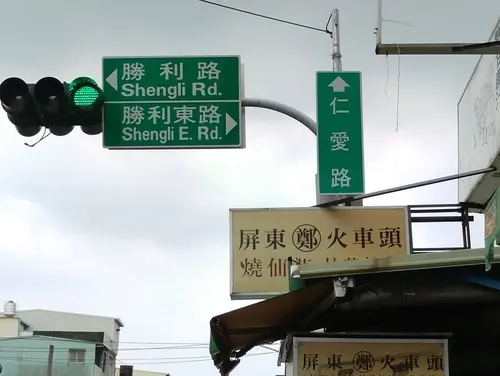 勝利路
Shengli Rd.
勝利東路
Shengli E. Rd.
仁愛路
屏東鄭火車頭
燒仙
屏東鄭火車頭